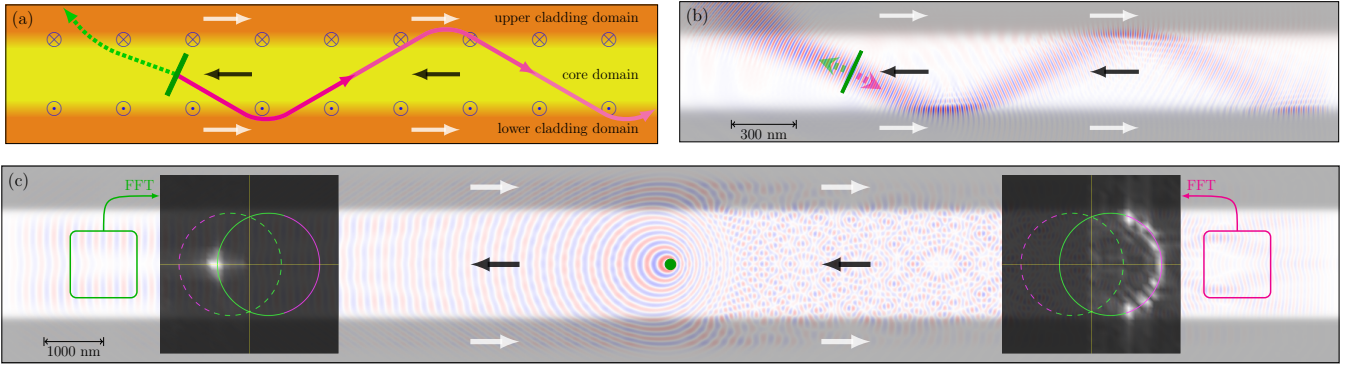 (a)
upper cladding domain
core domain
lower cladding domain
(b)
300 nm
(c)
FFT
FFT
1000 nm